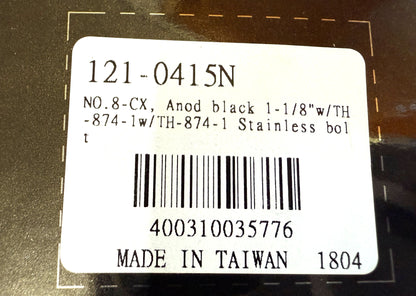 121-0415N
NO.8-CX, Anod black 1-1/8"w/TH
-874-1w/TH-874-1 Stainless bol
t
400310035776
MADE IN TAIWAN 1804